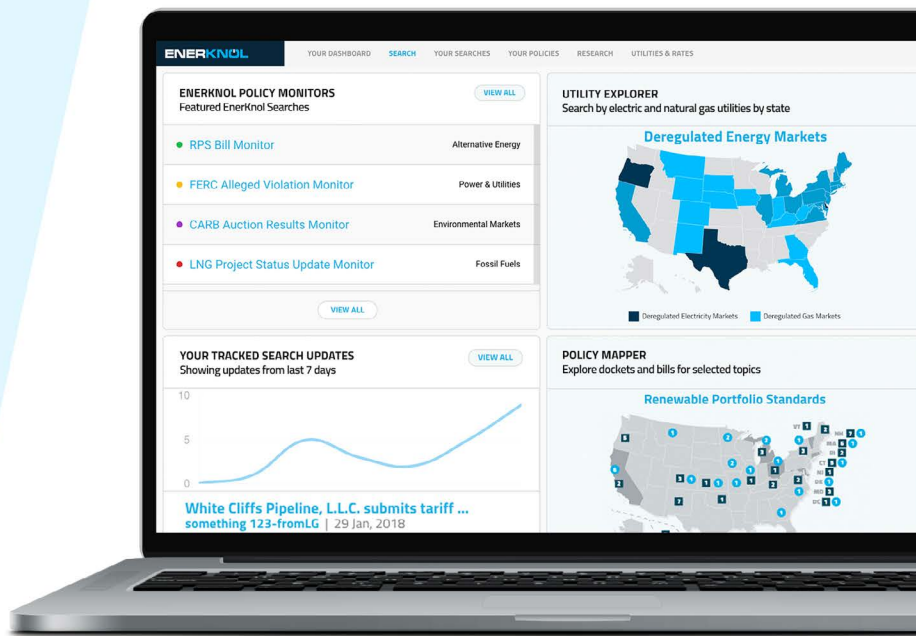 ENERKNOL
YOUR DASHBOARD SEARCH YOUR SEARCHES YOUR POLICIES RESEARCH UTILITIES & RATES
ENERKNOL POLICY MONITORS
Featured EnerKnol Searches
VIEW ALL
RPS Bill Monitor Alternative Energy
FERC Alleged Violation Monitor Power & Utilities
CARB Auction Results Monitor Environmental Markets
LNG Project Status Update Monitor Fossil Fuels
VIEW ALL
UTILITY EXPLORER
Search by electric and natural gas utilities by state
Deregulated Energy Markets
Deregulated Electricity Markets Deregulated Gas Markets
YOUR TRACKED SEARCH UPDATES
Showing updates from last 7 days
VIEW ALL
10
5
0
White Cliffs Pipeline, L.L.C. submits tariff ...
something 123-fromLG | 29 Jan, 2018
POLICY MAPPER
Explore dockets and bills for selected topics
Renewable Portfolio Standards
VT 1